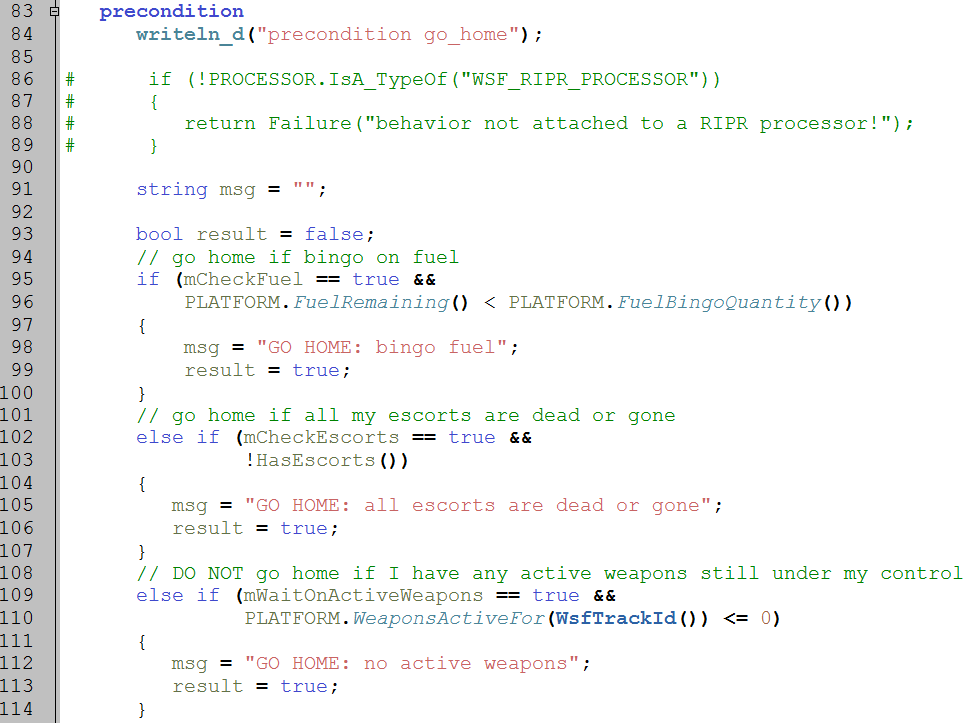 83 precondition
84 writeln_d("precondition go_home");
85
86 # if (!PROCESSOR.IsA_TypeOf("WSF_RIPR_PROCESSOR"))
87 # {
88 # return Failure("behavior not attached to a RIPR processor!");
89 # }
90
91 string msg = "";
92
93 bool result = false;
94 // go home if bingo on fuel
95 if (mCheckFuel == true &&
96 PLATFORM.FuelRemaining() < PLATFORM.FuelBingoQuantity())
97 {
98 msg = "GO HOME: bingo fuel";
99 result = true;
100 }
101 // go home if all my escorts are dead or gone
102 else if (mCheckEscorts == true &&
103 !HasEscorts())
104 {
105 msg = "GO HOME: all escorts are dead or gone";
106 result = true;
107 }
108 // DO NOT go home if I have any active weapons still under my control
109 else if (mWaitOnActiveWeapons == true &&
110 PLATFORM.WeaponsActiveFor(WsfTrackId()) <= 0)
111 {
112 msg = "GO HOME: no active weapons";
113 result = true;
114 }